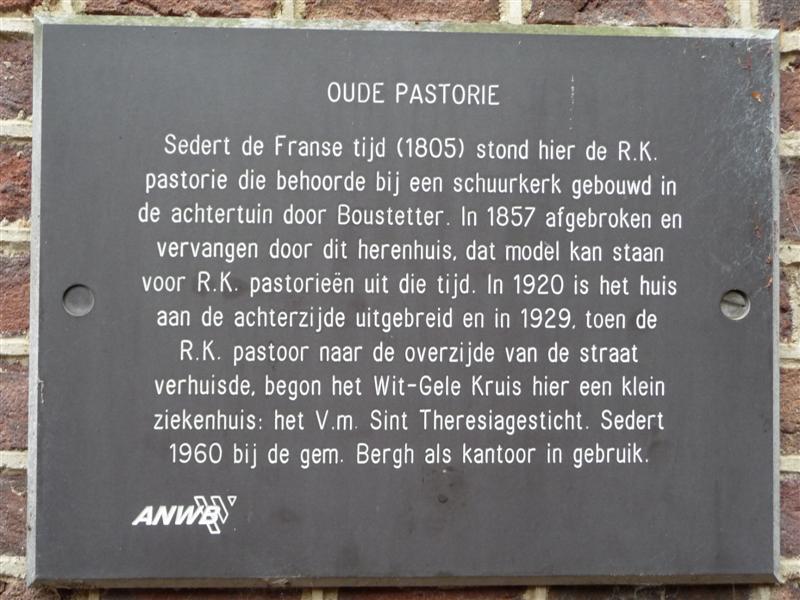 OUDE PASTORIE
Sedert de Franse tijd (1805) stond hier de R.K.
pastorie die behoorde bij een schuurkerk gebouwd in
de achtertuin door Boustetter. In 1857 afgebroken en
vervangen door dit herenhuis, dat model kan staan
voor R.K. pastorieën uit die tijd. In 1920 is het huis
aan de achterzijde uitgebreid en in 1929, toen de
R.K. pastoor naar de overzijde van de straat
verhuisde, begon het Wit-Gele Kruis hier een klein
ziekenhuis: het V.m. Sint Theresiagesticht. Sedert
1960 bij de gem. Bergh als kantoor in gebruik.
ANWB